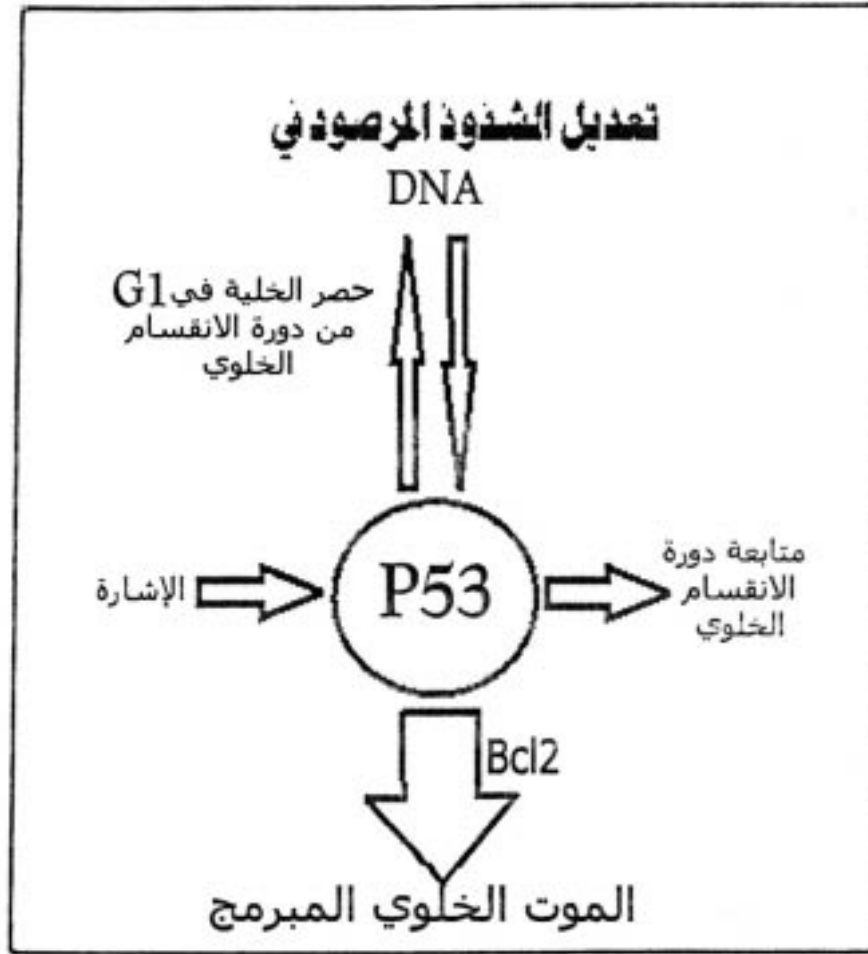 تعديل الشذوذ المرصود في
DNA
حصر الخلية في G1
من دورة الانقسام
الخلوي
الإشارة
P53
متابعة دورة
الانقسام
الخلوي
Bcl2
الموت الخلوي المبرمج